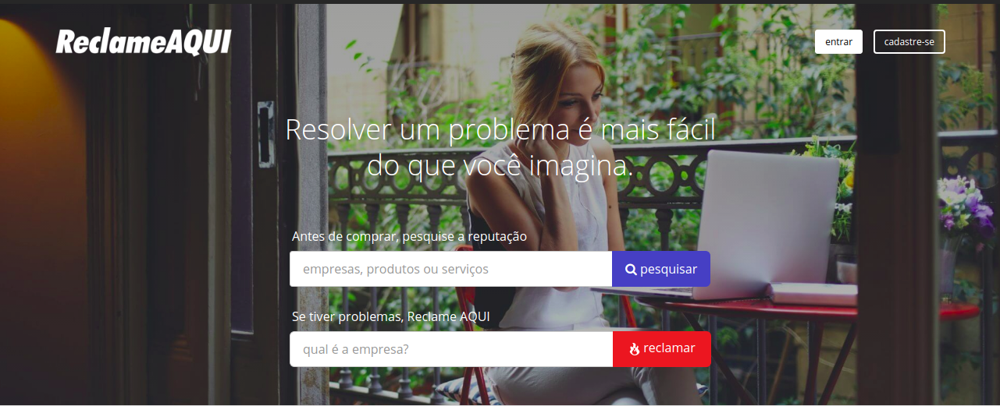 ReclameAQUI
entrar
cadastre-se
Resolver um problema é mais fácil
do que você imagina.
Antes de comprar, pesquise a reputação
empresas, produtos ou serviços
pesquisar
Se tiver problemas, Reclame AQUI
qual é a empresa?
reclamar